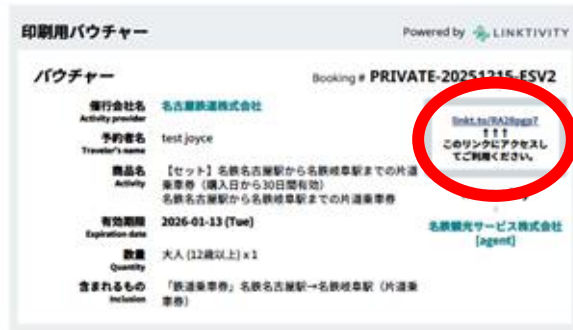 印刷用バウチャー
Powered by LINKTIVITY
バウチャー
Booking # PRIVATE-20251215-ESV2
催行会社名
Activity provider
名古屋鉄道株式会社
予約者名
Traveler's name
test joyce
商品名
Activity
【セット】名鉄名古屋駅から名鉄岐阜駅までの片道
乗車券（購入日から30日間有効）
名鉄名古屋駅から名鉄岐阜駅までの片道乗車券
有効期限
Expiration date
2026-01-13 (Tue)
数量
Quantity
大人 (12歳以上) x 1
含まれるもの
Inclusion
「鉄道乗車券」名鉄名古屋駅→名鉄岐阜駅（片道乗
車券）
↑↑↑
このリンクにアクセスし
てご利用ください。
名鉄観光サービス株式会社
[agent]